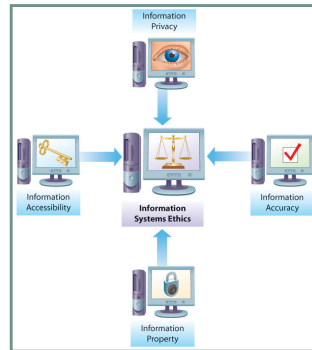 Information
Privacy
Information
Accessibility
Information
Systems Ethics
Information
Accuracy
Information
Property